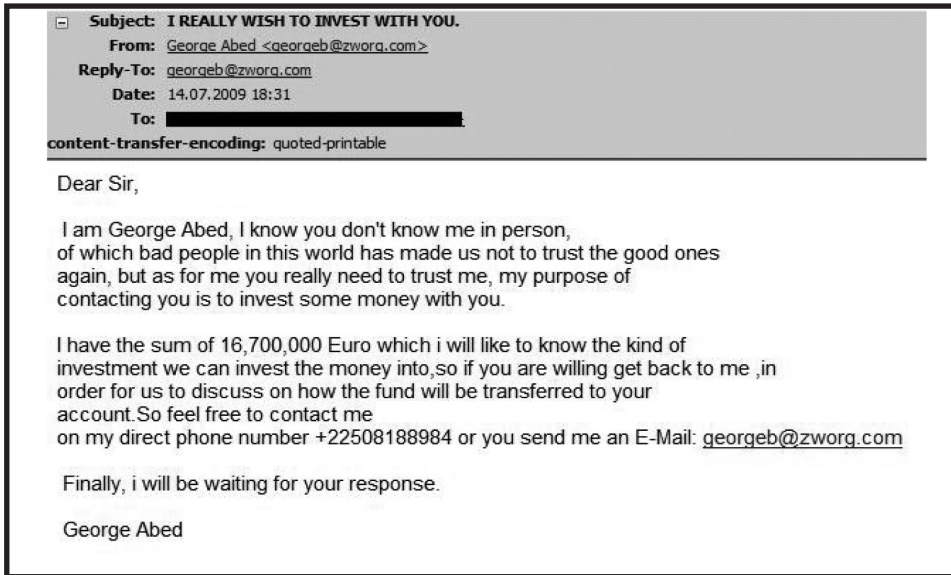 Subject: I REALLY WISH TO INVEST WITH YOU.
From: George Abed <georgeb@zworg.com>
Reply-To: georgeb@zworg.com
Date: 14.07.2009 18:31
To:
content-transfer-encoding: quoted-printable
Dear Sir,
I am George Abed, I know you don't know me in person,
of which bad people in this world has made us not to trust the good ones
again, but as for me you really need to trust me, my purpose of
contacting you is to invest some money with you.
I have the sum of 16,700,000 Euro which i will like to know the kind of
investment we can invest the money into,so if you are willing get back to me ,in
order for us to discuss on how the fund will be transferred to your
account.So feel free to contact me
on my direct phone number +22508188984 or you send me an E-Mail: georgeb@zworg.com
Finally, i will be waiting for your response.
George Abed